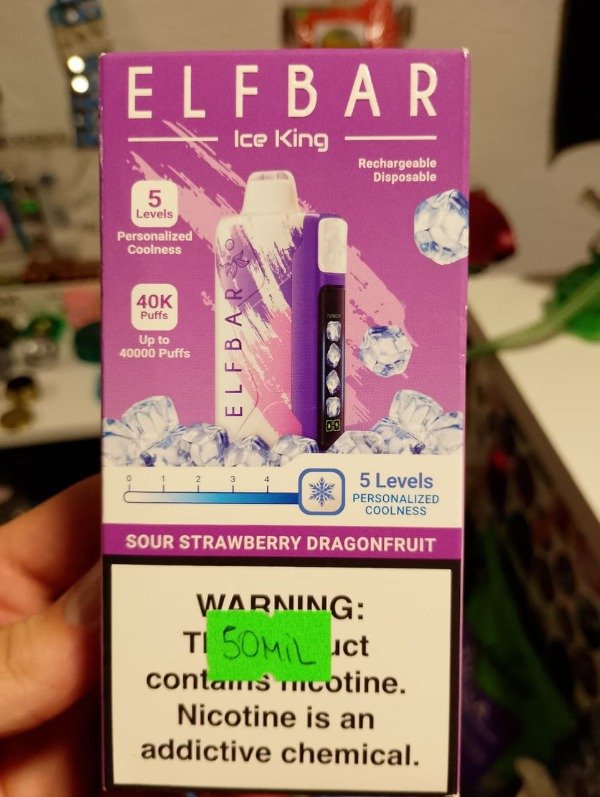 ELFBAR
Ice King
Rechargeable
Disposable
5
Levels
Personalized
Coolness
40K
Puffs
Up to
40000 Puffs
ELFBAR
0 1 2 3 4
5 Levels
PERSONALIZED
COOLNESS
SOUR STRAWBERRY DRAGONFRUIT
WARNING:
50MiL
contains nicotine.
Nicotine is an
addictive chemical.